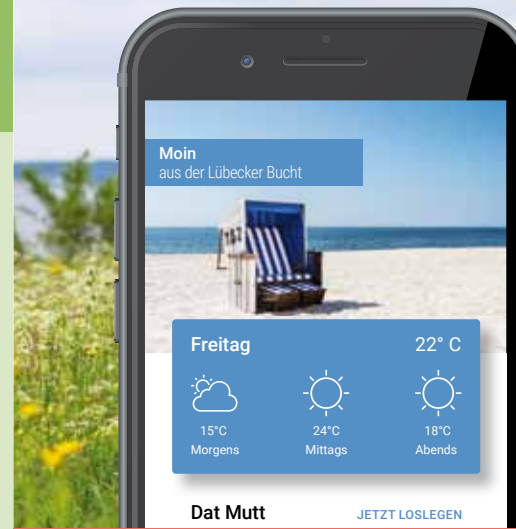 Moin
aus der Lübecker Bucht
Freitag 22° C
15°C 24°C 18°C
Morgens Mittags Abends
Dat Mutt JETZT LOSLEGEN